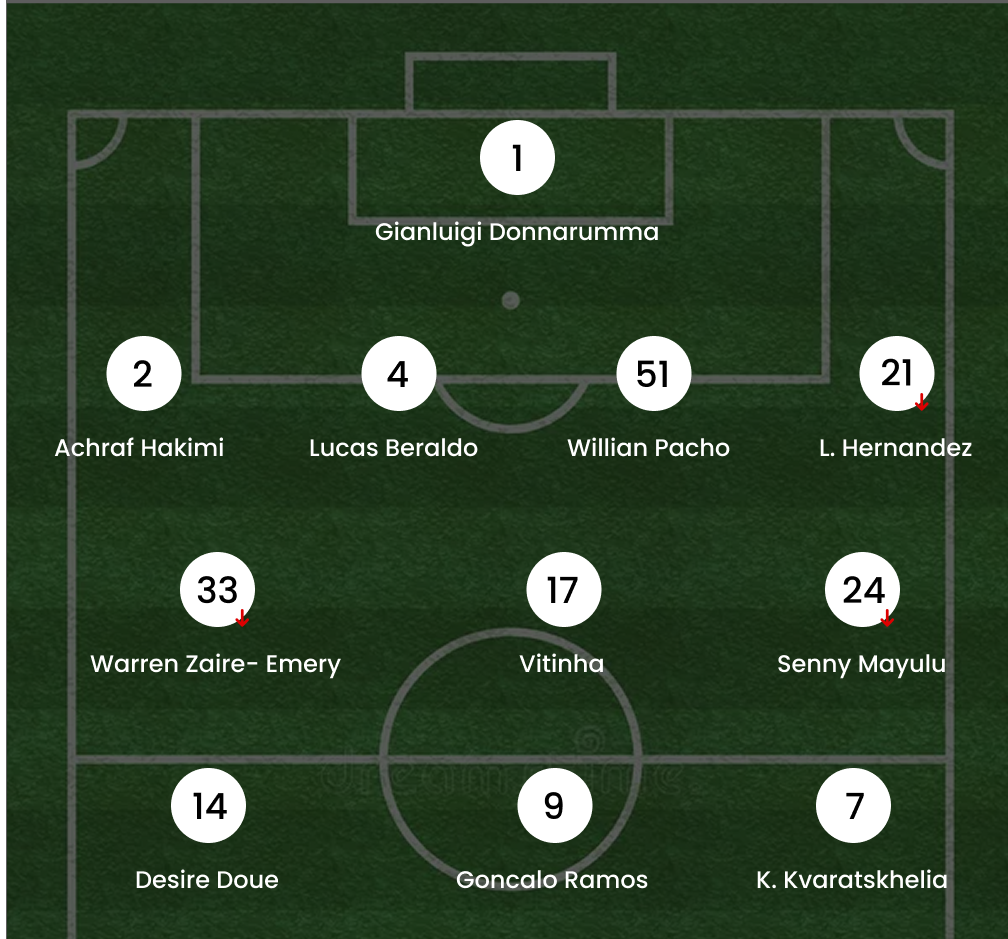 1
Gianluigi Donnarumma
2 4 51 21
Achraf Hakimi Lucas Beraldo Willian Pacho L. Hernandez
33 17 24
Warren Zaire- Emery Vitinha Senny Mayulu
14 9 7
Desire Doue Goncalo Ramos K. Kvaratskhelia